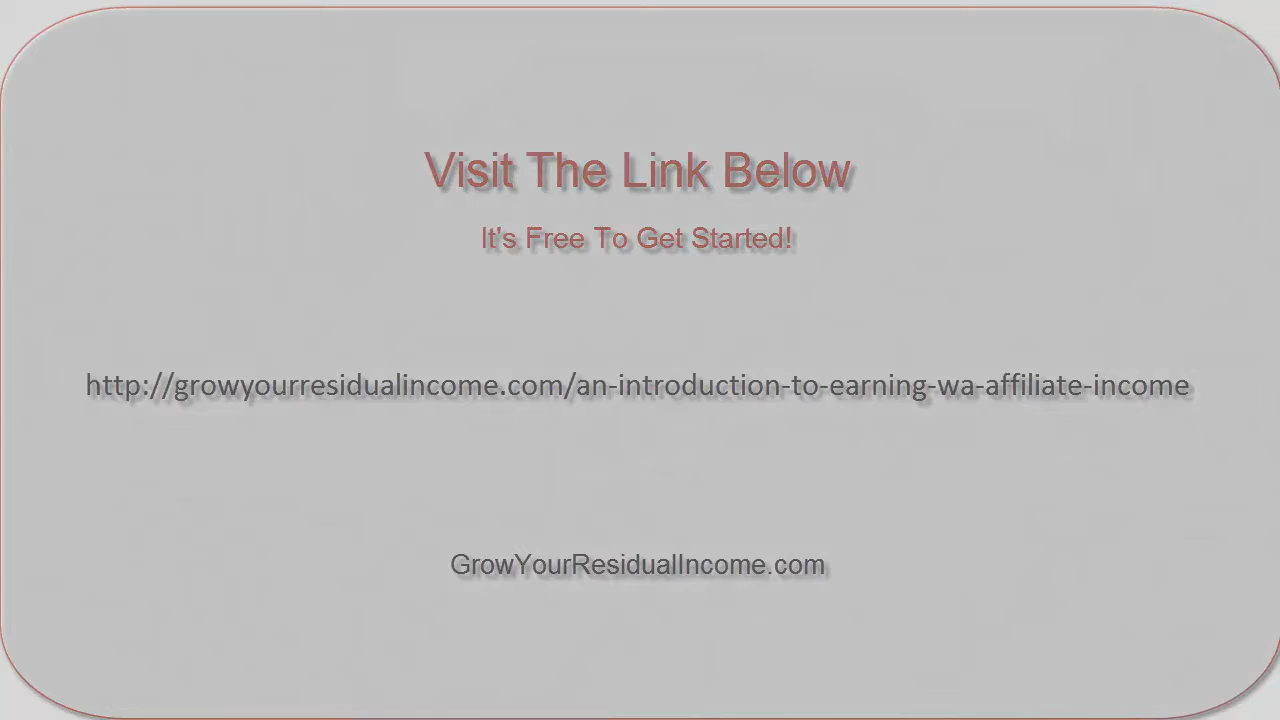 Visit The Link Below
It's Free To Get Started!
http://growyourresidualincome.com/an-introduction-to-earning-wa-affiliate-income
GrowYourResidualIncome.com